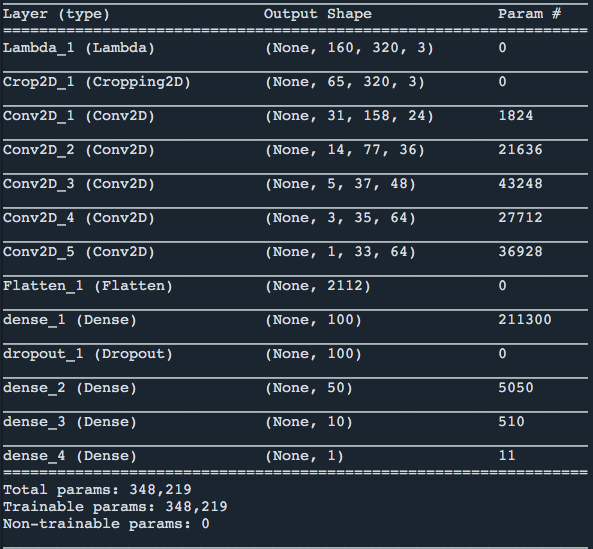 Layer (type) Output Shape Param #
=================================================================
Lambda_1 (Lambda) (None, 160, 320, 3) 0
Crop2D_1 (Cropping2D) (None, 65, 320, 3) 0
Conv2D_1 (Conv2D) (None, 31, 158, 24) 1824
Conv2D_2 (Conv2D) (None, 14, 77, 36) 21636
Conv2D_3 (Conv2D) (None, 5, 37, 48) 43248
Conv2D_4 (Conv2D) (None, 3, 35, 64) 27712
Conv2D_5 (Conv2D) (None, 1, 33, 64) 36928
Flatten_1 (Flatten) (None, 2112) 0
dense_1 (Dense) (None, 100) 211300
dropout_1 (Dropout) (None, 100) 0
dense_2 (Dense) (None, 50) 5050
dense_3 (Dense) (None, 10) 510
dense_4 (Dense) (None, 1) 11
=================================================================
Total params: 348,219
Trainable params: 348,219
Non-trainable params: 0